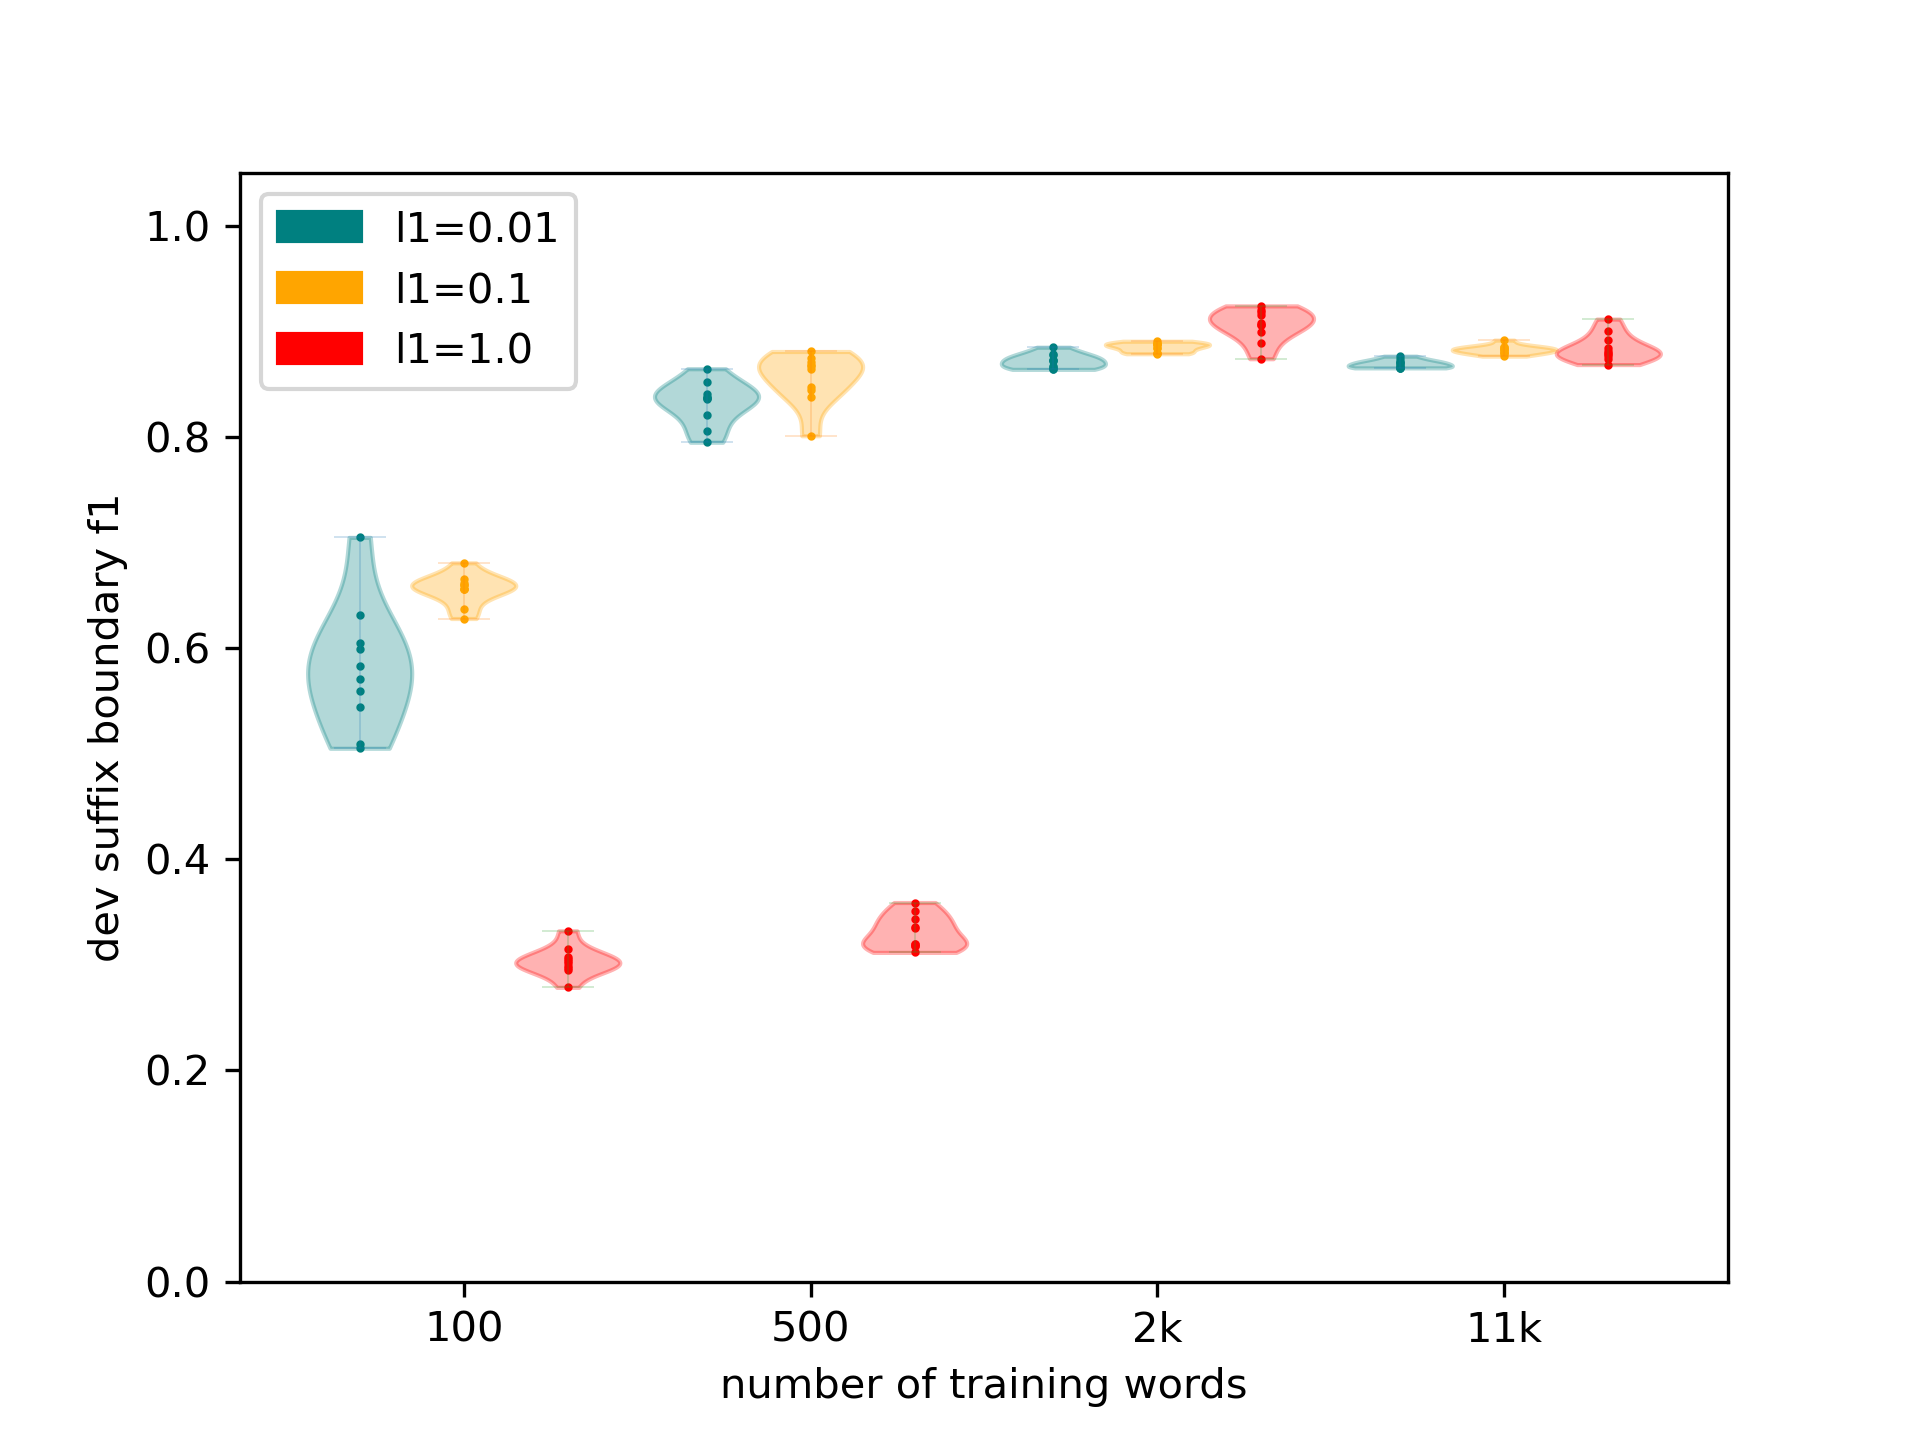 l1=0.01
l1=0.1
l1=1.0
1.0
0.8
0.6
0.4
0.2
0.0
dev suffix boundary f1
100 500 2k 11k
number of training words